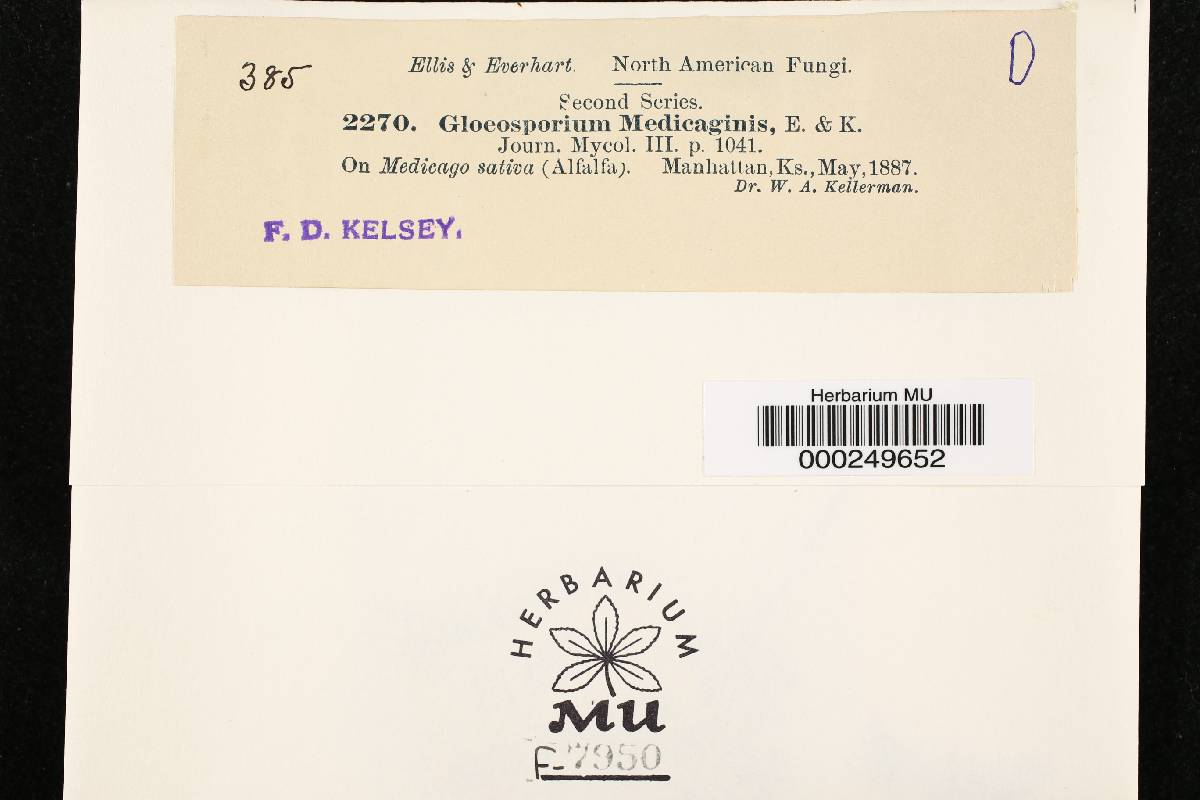 385
Ellis & Everhart. North American Fungi.
D
Second Series.
2270. Gloeosporium Medicaginis, E. & K.
Journ. Mycol. III. p. 1041.
On Medicago sativa (Alfalfa). Manhattan, Ks., May, 1887.
Dr. W. A. Kellerman.
F. D. KELSEY.
Herbarium MU
000249652
HERBARIUM
MU
F-7950